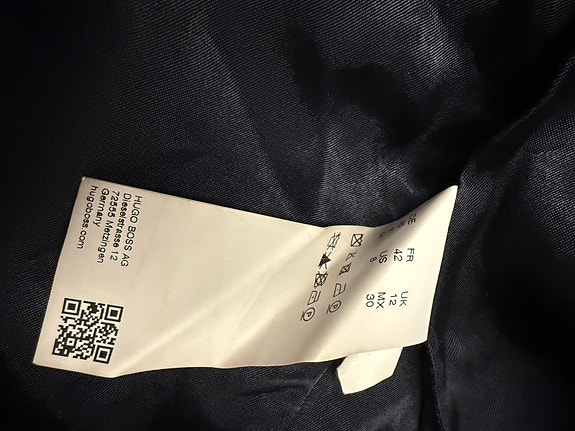 FR UK
42 12
US MX
8 30
HUGO BOSS AG
Dieselstrasse 12
72555 Metzingen
Germany
hugoboss.com